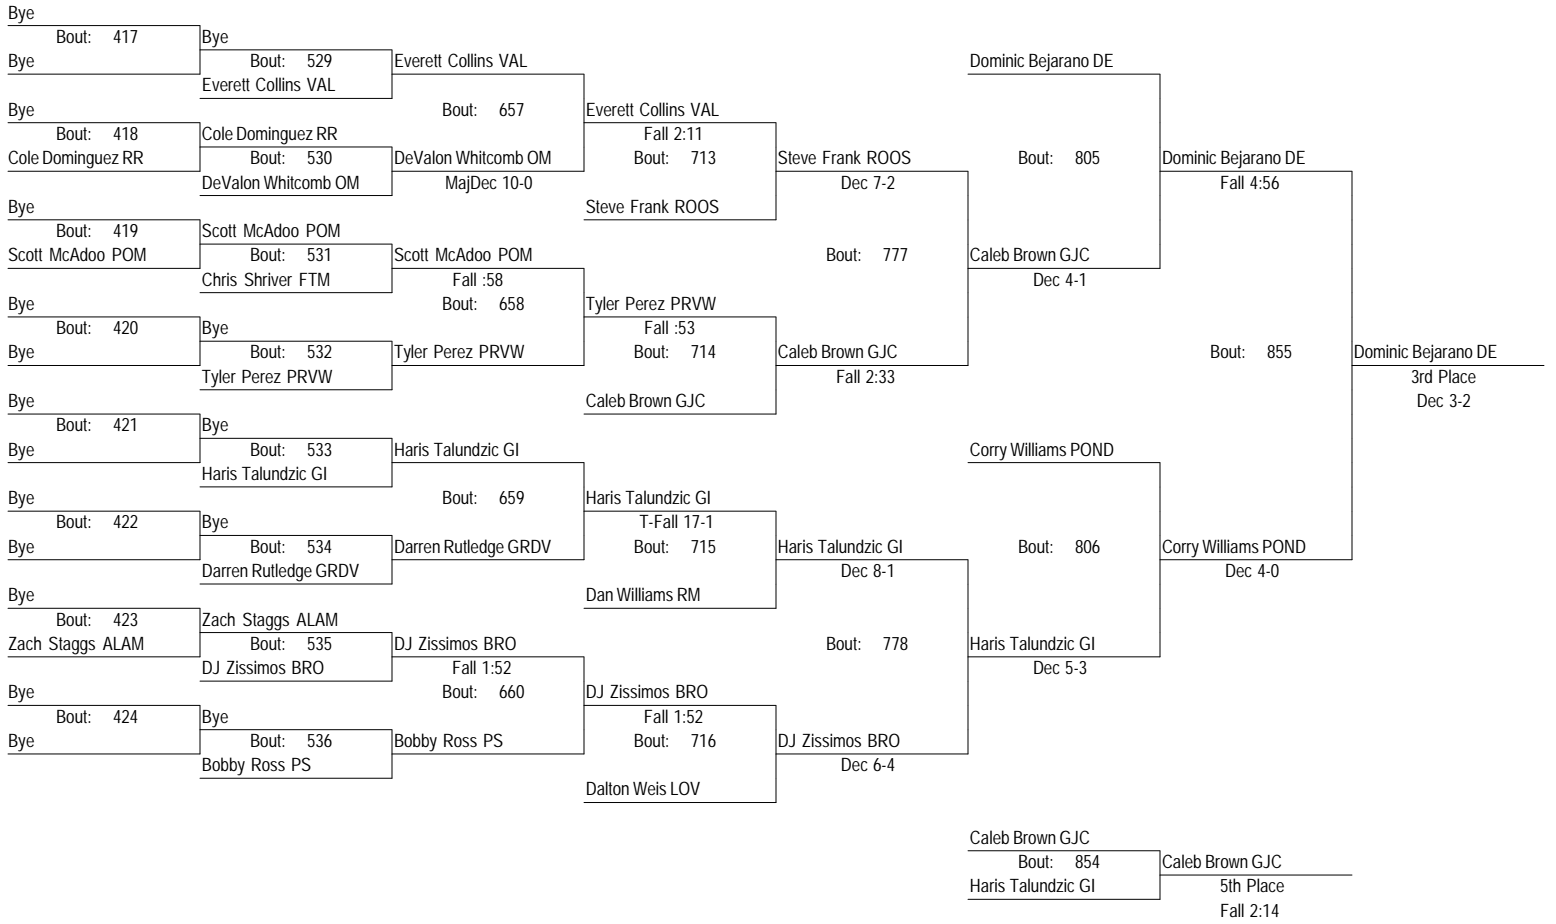 Bye
Bout: 417 Bye
Bye Bout: 529 Everett Collins VAL Dominic Bejarano DE
Everett Collins VAL
Bye Bout: 657 Everett Collins VAL
Bout: 418 Cole Dominguez RR Fall 2:11
Cole Dominguez RR Bout: 530 DeValon Whitcomb OM Bout: 713 Steve Frank ROOS Bout: 805 Dominic Bejarano DE
DeValon Whitcomb OM MajDec 10-0 Dec 7-2 Fall 4:56
Bye Steve Frank ROOS
Bout: 419 Scott McAdoo POM
Scott McAdoo POM Bout: 531 Scott McAdoo POM Bout: 777 Caleb Brown GJC
Chris Shriver FTM Fall :58 Dec 4-1
Bye Bout: 658 Tyler Perez PRVW
Bout: 420 Bye Fall :53
Bye Bout: 532 Tyler Perez PRVW Bout: 714 Caleb Brown GJC Bout: 855 Dominic Bejarano DE
Tyler Perez PRVW Fall 2:33 3rd Place
Bye Caleb Brown GJC Dec 3-2
Bout: 421 Bye
Bye Bout: 533 Haris Talundzic GI Corry Williams POND
Haris Talundzic GI
Bye Bout: 659 Haris Talundzic GI
Bout: 422 Bye T-Fall 17-1
Bye Bout: 534 Darren Rutledge GRDV Bout: 715 Haris Talundzic GI Bout: 806 Corry Williams POND
Darren Rutledge GRDV Dec 8-1 Dec 4-0
Bye Dan Williams RM
Bout: 423 Zach Staggs ALAM
Zach Staggs ALAM Bout: 535 DJ Zissimos BRO Bout: 778 Haris Talundzic GI
DJ Zissimos BRO Fall 1:52 Dec 5-3
Bye Bout: 660 DJ Zissimos BRO
Bout: 424 Bye Fall 1:52
Bye Bout: 536 Bobby Ross PS Bout: 716 DJ Zissimos BRO
Bobby Ross PS Dec 6-4
Dalton Weis LOV
Caleb Brown GJC
Bout: 854 Caleb Brown GJC
Haris Talundzic GI 5th Place
Fall 2:14